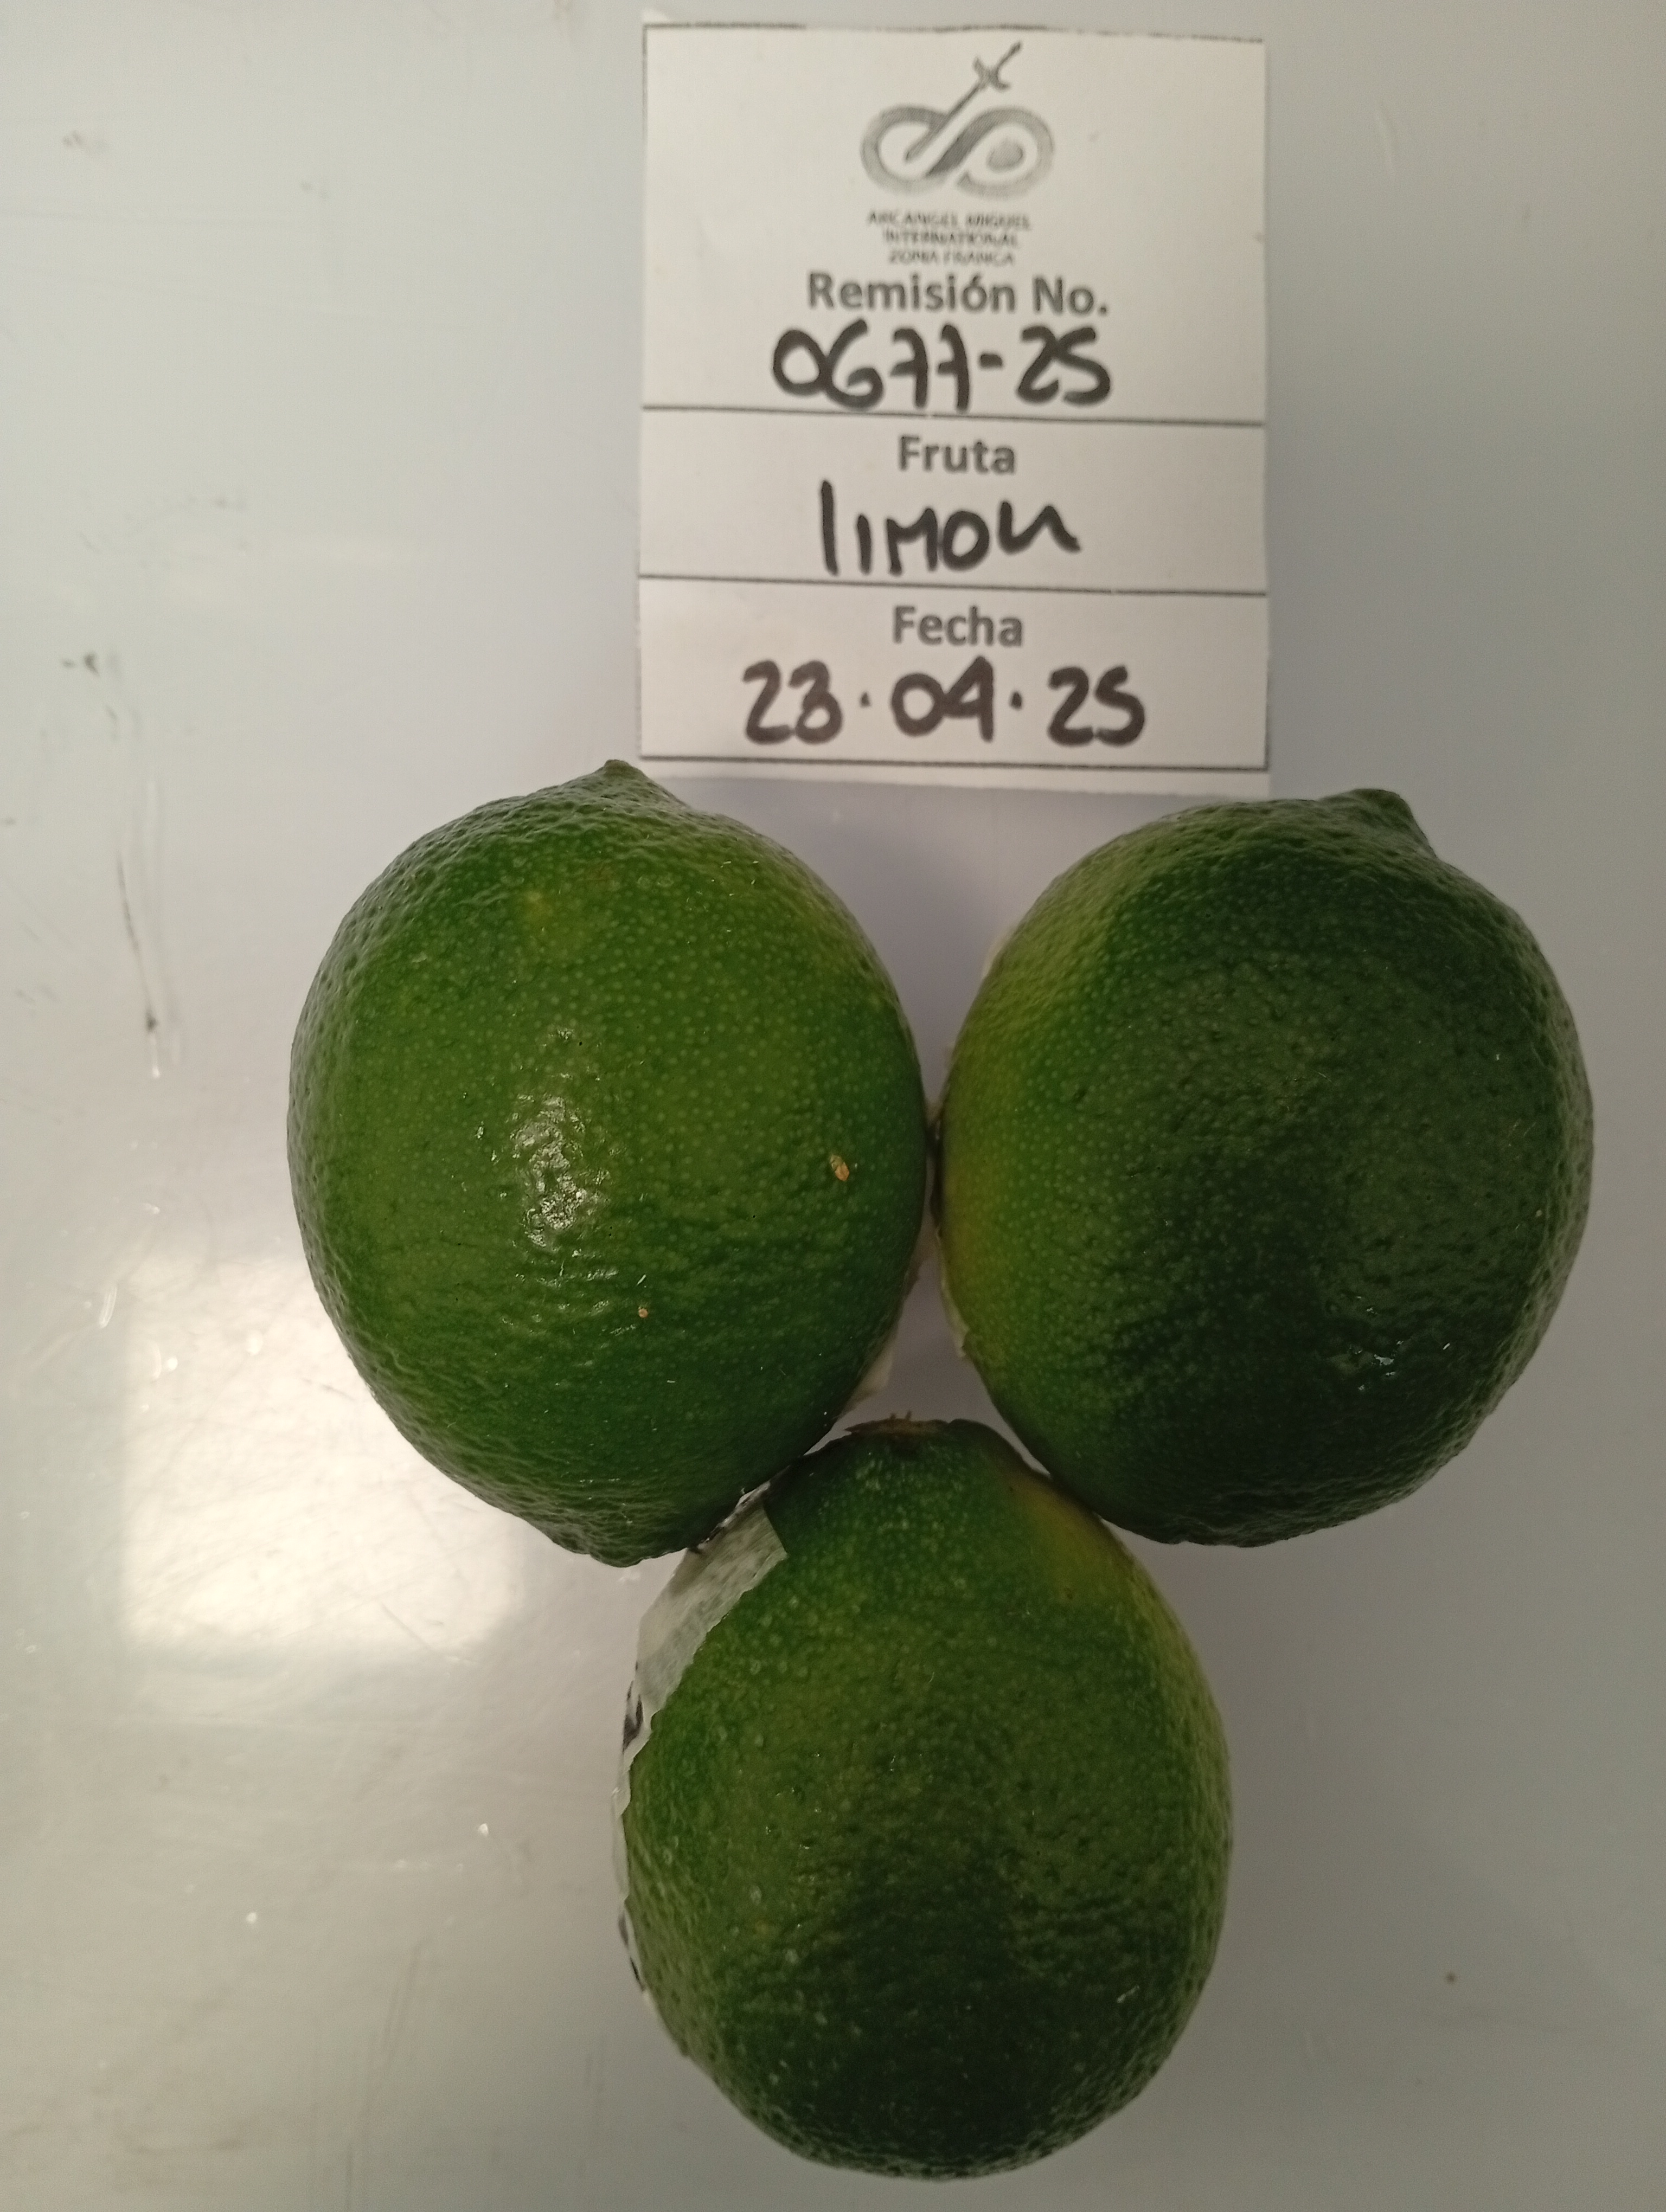 ARCANGEL MIGUEL
INTERNATIONAL
ZONA FRANCA
Remisión No.
0677-25
Fruta
limon
Fecha
23.04.25